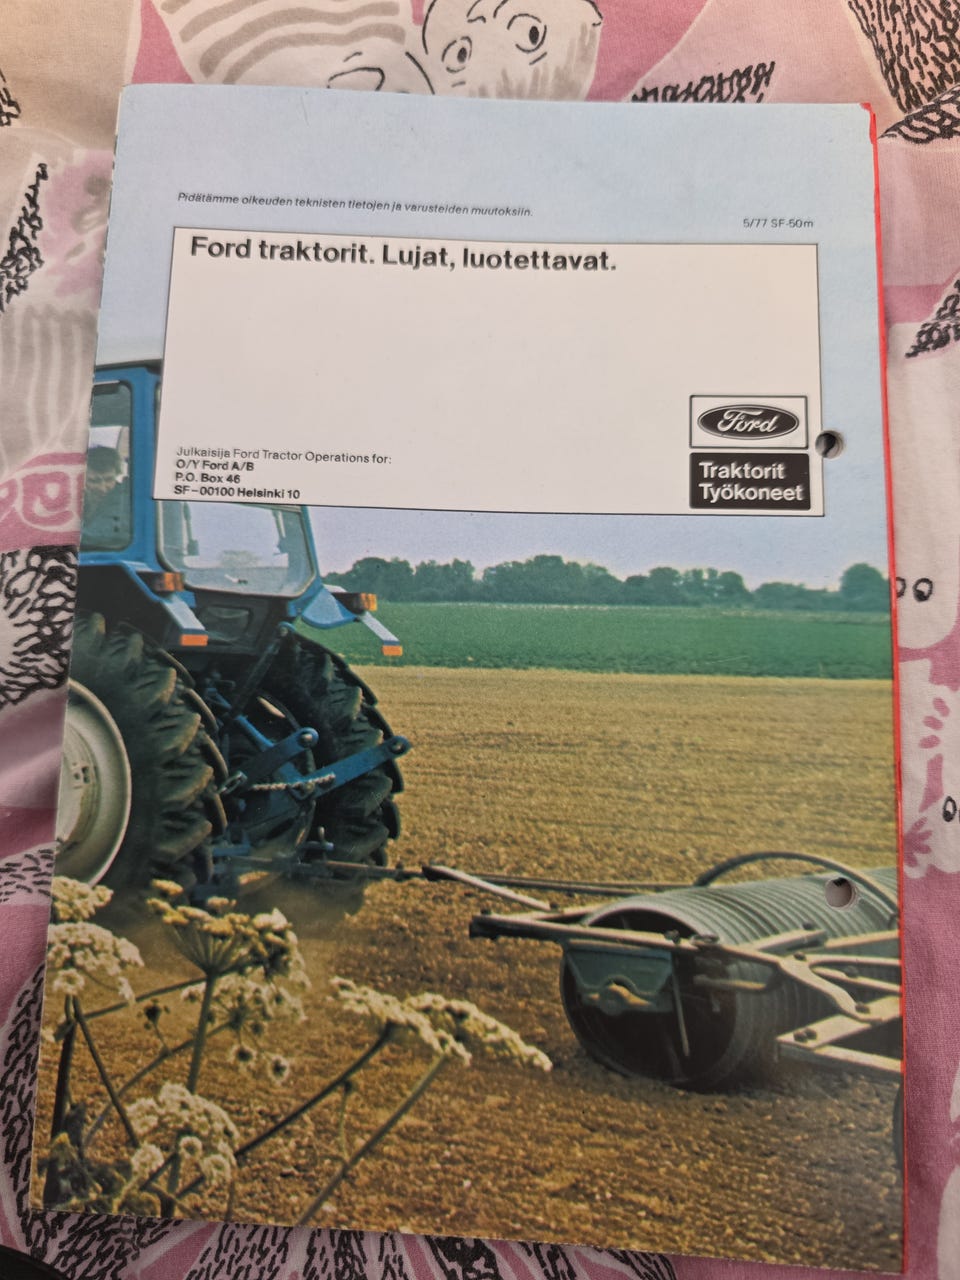 Pidätämme oikeuden teknisten tietojen ja varusteiden muutoksiin.
5/77 SF-50m
Ford traktorit. Lujat, luotettavat.
Ford
Traktorit
Työkoneet
Julkaisija Ford Tractor Operations for:
O/Y Ford A/B
P.O. Box 46
SF–00100 Helsinki 10